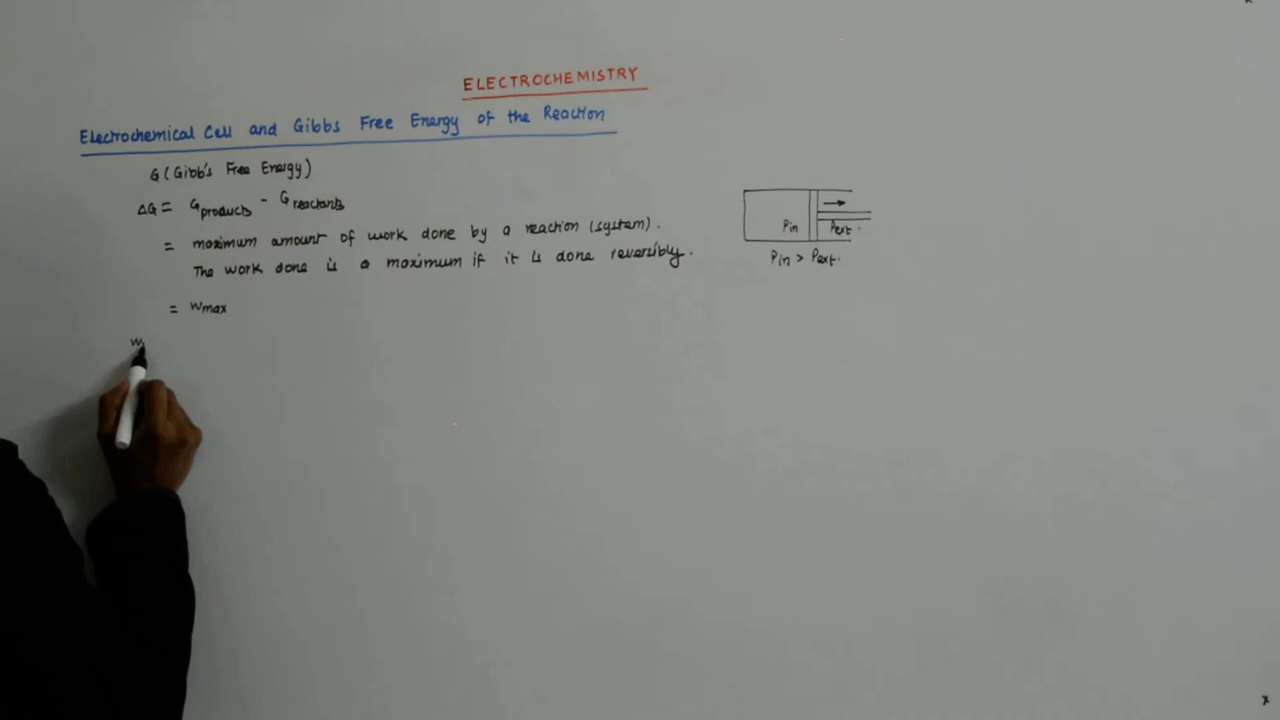 ELECTROCHEMISTRY
Electrochemical Cell and Gibbs Free Energy of the Reaction
G (Gibb's Free Energy)
ΔG = Gproducts - Greactants
= maximum amount of work done by a reaction (system).
The work done is a maximum if it is done reversibly.
= Wmax
W
Pin Pext.
Pin > Pext.
x